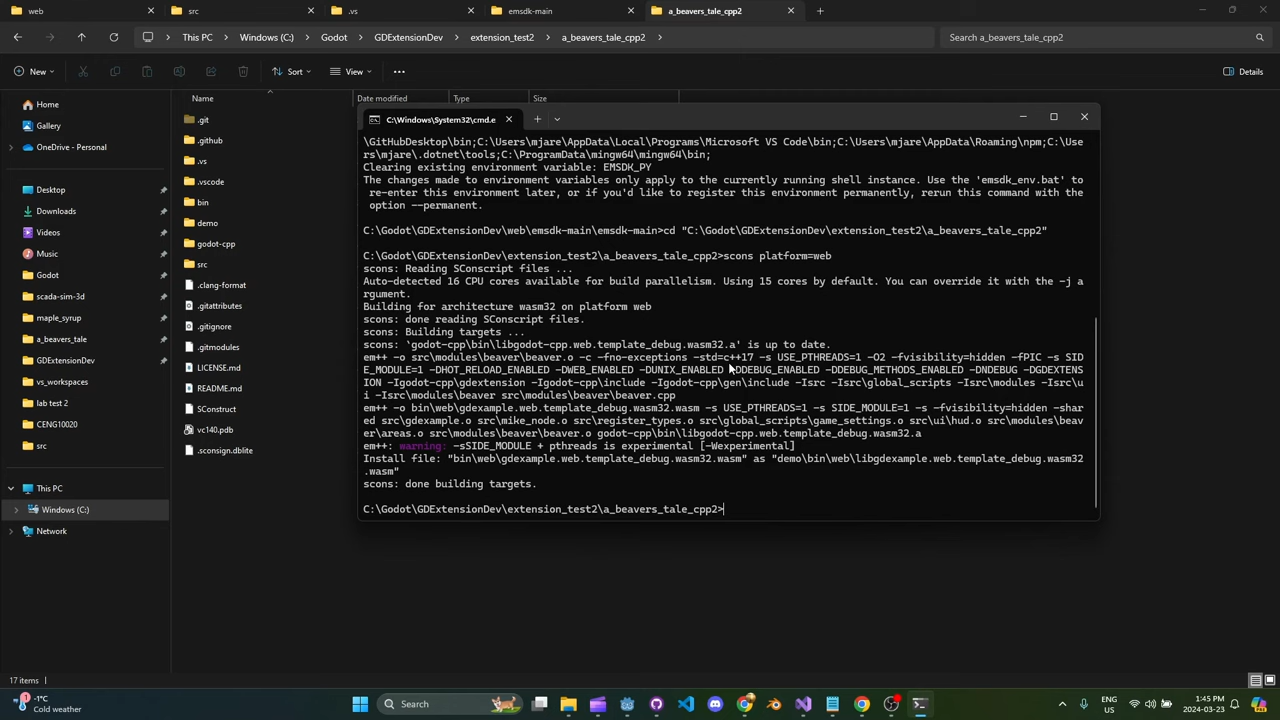 web
src
.vs
emsdk-main
a_beavers_tale_cpp2
This PC > Windows (C:) > Godot > GDExtensionDev > extension_test2 > a_beavers_tale_cpp2 >
Search a_beavers_tale_cpp2
New
Sort
View
Details
Home
Gallery
OneDrive - Personal
Desktop
Downloads
Videos
Music
Godot
scada-sim-3d
maple_syrup
a_beavers_tale
GDExtensionDev
lab test 2
CENG10020
src
This PC
Windows (C:)
Network
Name
Date modified
Type
Size
.git
.github
.vs
.vscode
bin
demo
godot-cpp
src
.clang-format
.gitattributes
.gitignore
.gitmodules
LICENSE.md
README.md
SConstruct
vc140.pdb
.sconsign.dblite
C:\Windows\System32\cmd.e
\GitHubDesktop\bin;C:\Users\mjare\AppData\Local\Programs\Microsoft VS Code\bin;C:\Users\mjare\AppData\Roaming\npm;C:\Us
ers\mjare\.dotnet\tools;C:\ProgramData\mingw64\mingw64\bin;
Clearing existing environment variable: EMSDK_PY
The changes made to environment variables only apply to the currently running shell instance. Use the 'emsdk_env.bat' to
re-enter this environment later, or if you'd like to register this environment permanently, rerun this command with the
option --permanent.
C:\Godot\GDExtensionDev\web\emsdk-main\emsdk-main>cd "C:\Godot\GDExtensionDev\extension_test2\a_beavers_tale_cpp2"
C:\Godot\GDExtensionDev\extension_test2\a_beavers_tale_cpp2>scons platform=web
scons: Reading SConscript files ...
Auto-detected 16 CPU cores available for build parallelism. Using 15 cores by default. You can override it with the -j a
rgument.
Building for architecture wasm32 on platform web
scons: done reading SConscript files.
scons: Building targets ...
scons: `godot-cpp\bin\libgodot-cpp.web.template_debug.wasm32.a' is up to date.
em++ -o src\modules\beaver\beaver.o -c -fno-exceptions -std=c++17 -s USE_PTHREADS=1 -O2 -fvisibility=hidden -fPIC -s SID
E_MODULE=1 -DHOT_RELOAD_ENABLED -DWEB_ENABLED -DUNIX_ENABLED -DDEBUG_ENABLED -DDEBUG_METHODS_ENABLED -DNDEBUG -DGDEXTEN
SION -Igodot-cpp\gdextension -Igodot-cpp\include -Igodot-cpp\gen\include -Isrc -Isrc\global_scripts -Isrc\modules -Isrc\u
i -Isrc\modules\beaver src\modules\beaver\beaver.cpp
em++ -o bin\web\gdexample.web.template_debug.wasm32.wasm -s USE_PTHREADS=1 -s SIDE_MODULE=1 -s -fvisibility=hidden -shar
ed src\gdexample.o src\mike_node.o src\register_types.o src\global_scripts\game_settings.o src\ui\hud.o src\modules\beav
er\areas.o src\modules\beaver\beaver.o godot-cpp\bin\libgodot-cpp.web.template_debug.wasm32.a
em++: warning: -sSIDE_MODULE + pthreads is experimental [-Wexperimental]
Install file: "bin\web\gdexample.web.template_debug.wasm32.wasm" as "demo\bin\web\libgdexample.web.template_debug.wasm32
.wasm"
scons: done building targets.
C:\Godot\GDExtensionDev\extension_test2\a_beavers_tale_cpp2>
17 items
-1°C
Cold weather
Search
ENG
US
1:45 PM
2024-03-23